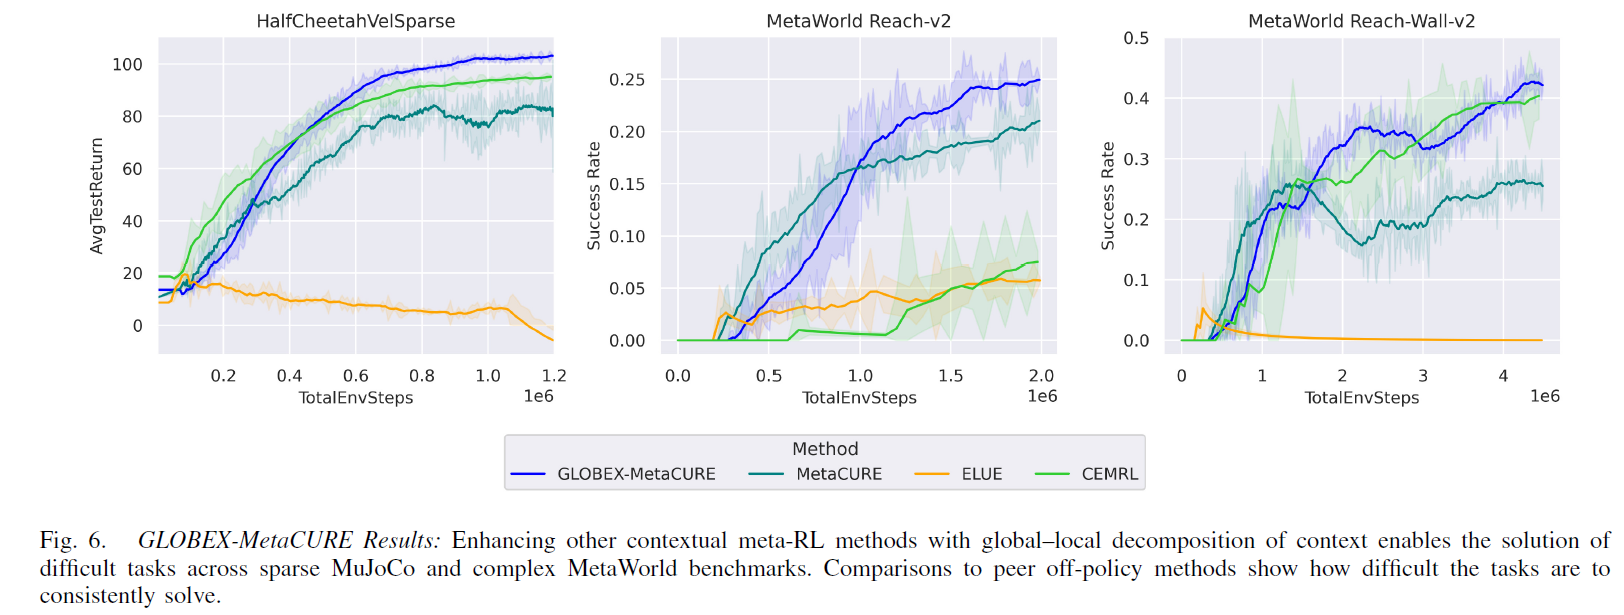 HalfCheetahVelSparse
MetaWorld Reach-v2
MetaWorld Reach-Wall-v2
AvgTestReturn
100
80
60
40
20
0
0.2 0.4 0.6 0.8 1.0 1.2
TotalEnvSteps
1e6
Success Rate
0.25
0.20
0.15
0.10
0.05
0.00
0.0 0.5 1.0 1.5 2.0
TotalEnvSteps
1e6
Success Rate
0.5
0.4
0.3
0.2
0.1
0.0
0 1 2 3 4
TotalEnvSteps
1e6
Method
GLOBEX-MetaCURE MetaCURE ELUE CEMRL
Fig. 6. GLOBEX-MetaCURE Results: Enhancing other contextual meta-RL methods with global–local decomposition of context enables the solution of
difficult tasks across sparse MuJoCo and complex MetaWorld benchmarks. Comparisons to peer off-policy methods show how difficult the tasks are to
consistently solve.